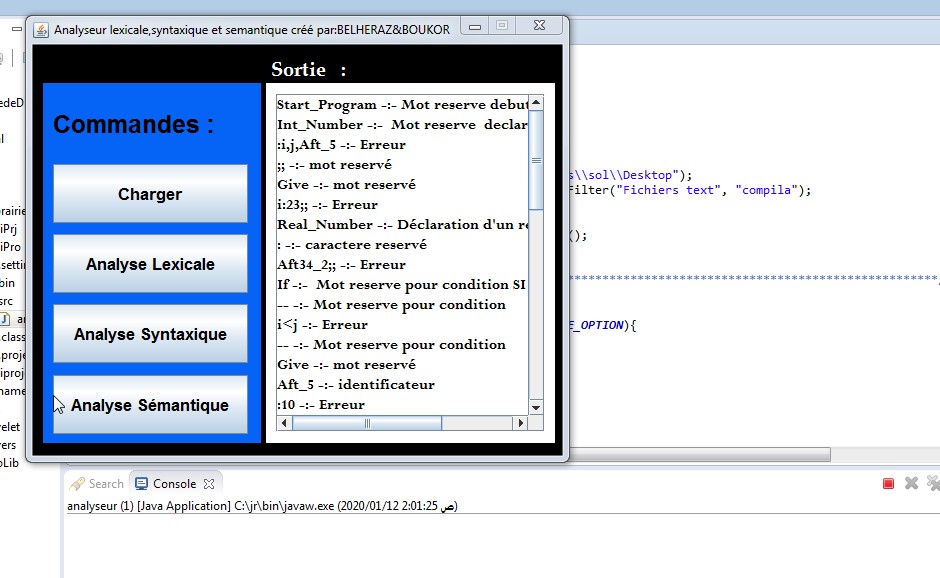 Analyseur lexicale,syntaxique et semantique créé par:BELHERAZ&BOUKOR
Sortie :
Commandes :
Charger
Analyse Lexicale
Analyse Syntaxique
Analyse Sémantique
Start_Program -:- Mot reserve debut
Int_Number -:- Mot reserve declar
:i,j,Aft_5 -:- Erreur
;; -:- mot reservé
Give -:- mot reservé
i:23;; -:- Erreur
Real_Number -:- Déclaration d'un re
: -:- caractere reservé
Aft34_2;; -:- Erreur
If -:- Mot reserve pour condition SI
-- -:- Mot reserve pour condition
i<j -:- Erreur
-- -:- Mot reserve pour condition
Give -:- mot reservé
Aft_5 -:- identificateur
:10 -:- Erreur
edeD
al
rairie
iPrj
iPro
.settin
bin
src
ar
.class
.proje
iproj
name
velet
vers
oLib
s\\sol\\Desktop");
Filter("Fichiers text", "compila");
();
E_OPTION){
Search
Console
analyseur (1) [Java Application] C:\jr\bin\javaw.exe (2020/01/12 2:01:25 ص)